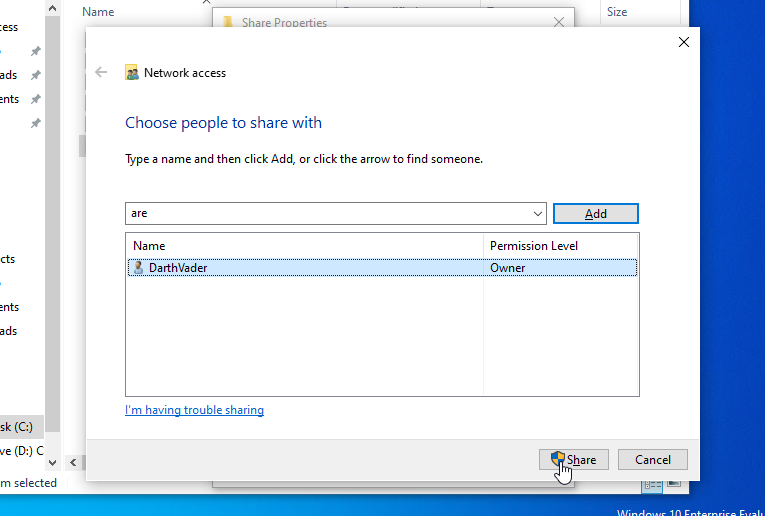 Name
Size
Share Properties
cess
Network access
ads
ents
Choose people to share with
Type a name and then click Add, or click the arrow to find someone.
are
Add
Name
Permission Level
DarthVader
Owner
cts
ents
ads
I'm having trouble sharing
sk (C:)
ve (D:) C
Share
Cancel
m selected
Windows 10 Enterprise Evalu